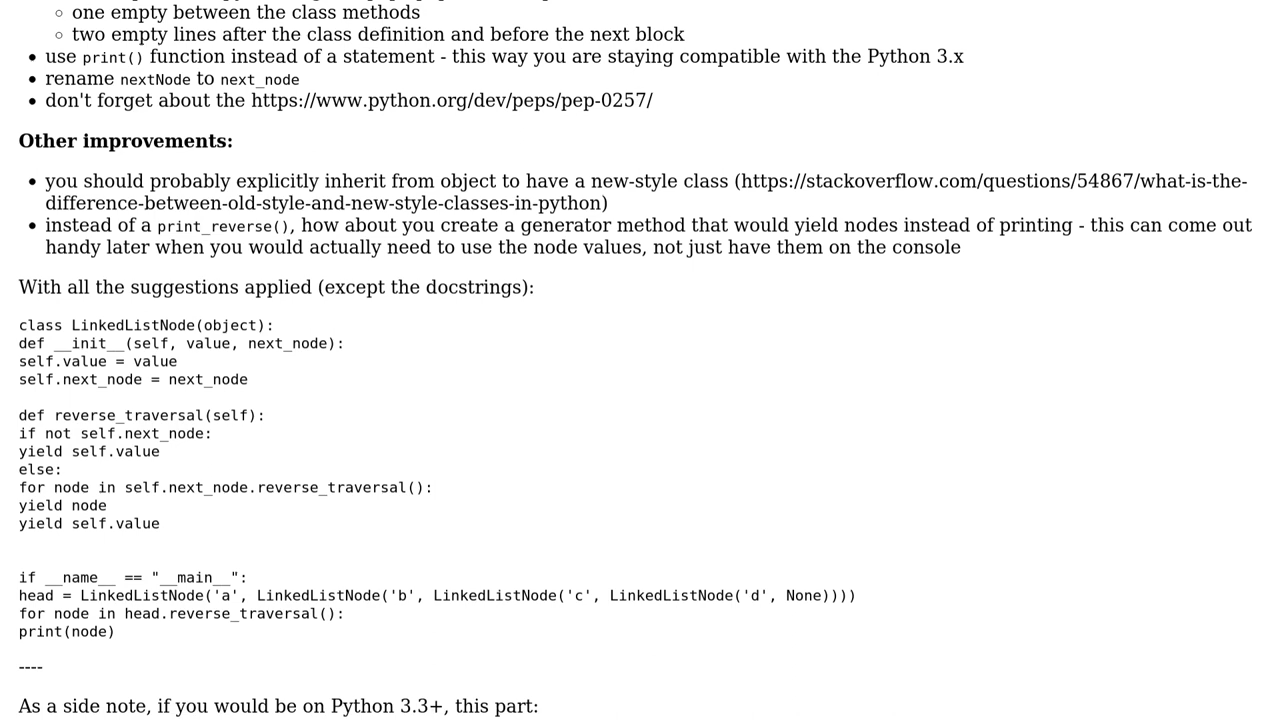 one empty between the class methods
two empty lines after the class definition and before the next block
use print() function instead of a statement - this way you are staying compatible with the Python 3.x
rename nextNode to next_node
don't forget about the https://www.python.org/dev/peps/pep-0257/
Other improvements:
you should probably explicitly inherit from object to have a new-style class (https://stackoverflow.com/questions/54867/what-is-the-
difference-between-old-style-and-new-style-classes-in-python)
instead of a print_reverse(), how about you create a generator method that would yield nodes instead of printing - this can come out
handy later when you would actually need to use the node values, not just have them on the console
With all the suggestions applied (except the docstrings):
class LinkedListNode(object):
def __init__(self, value, next_node):
self.value = value
self.next_node = next_node
def reverse_traversal(self):
if not self.next_node:
yield self.value
else:
for node in self.next_node.reverse_traversal():
yield node
yield self.value
if __name__ == "__main__":
head = LinkedListNode('a', LinkedListNode('b', LinkedListNode('c', LinkedListNode('d', None))))
for node in head.reverse_traversal():
print(node)
----
As a side note, if you would be on Python 3.3+, this part: